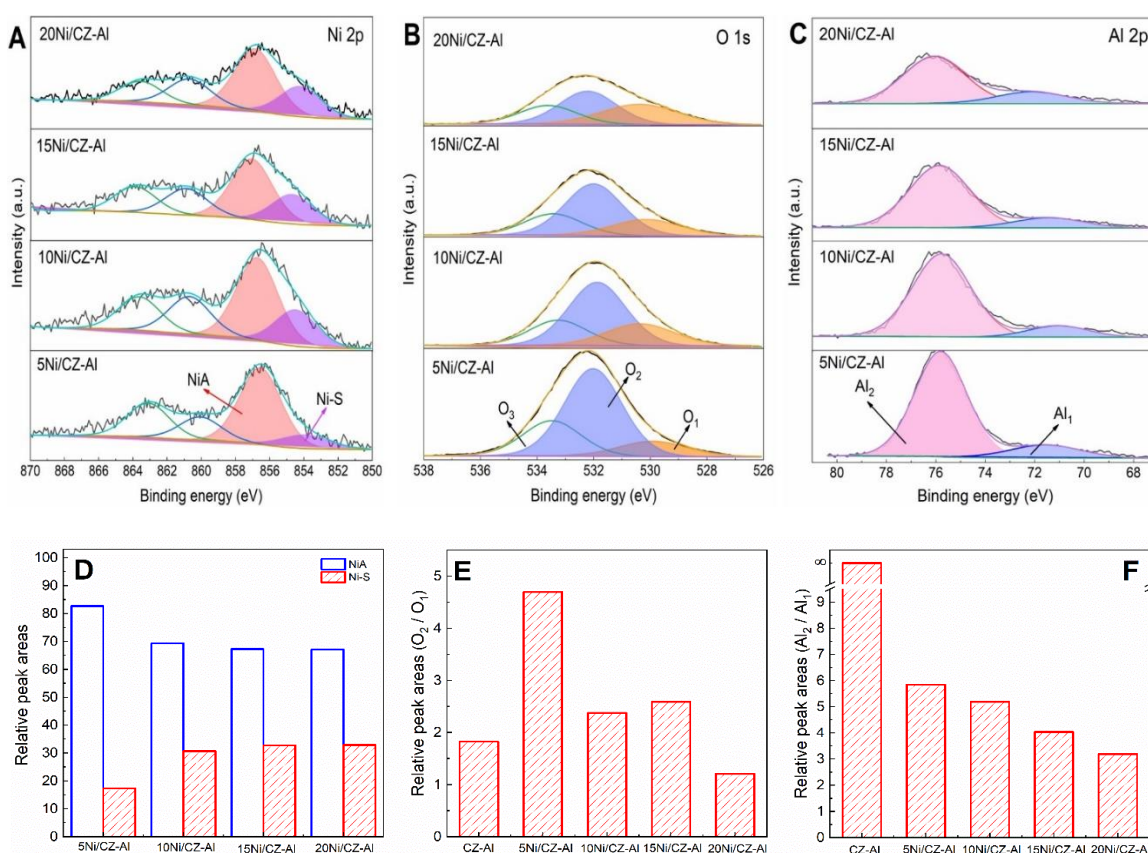 A
20Ni/CZ-Al
Ni 2p
15Ni/CZ-Al
10Ni/CZ-Al
5Ni/CZ-Al
NiA
Ni-S
Intensity (a.u.)
870 868 866 864 862 860 858 856 854 852 850
Binding energy (eV)
B
O 1s
20Ni/CZ-Al
15Ni/CZ-Al
10Ni/CZ-Al
5Ni/CZ-Al
O3
O2
O1
Intensity (a.u.)
538 536 534 532 530 528 526
Binding energy (eV)
C
20Ni/CZ-Al
Al 2p
15Ni/CZ-Al
10Ni/CZ-Al
5Ni/CZ-Al
Al2
Al1
Intensity (a.u.)
80 78 76 74 72 70 68
Binding energy (eV)
D
NiA
Ni-S
Relative peak areas
100
90
80
70
60
50
40
30
20
10
0
5Ni/CZ-Al 10Ni/CZ-Al 15Ni/CZ-Al 20Ni/CZ-Al
E
Relative peak areas (O2 / O1)
5
4
3
2
1
0
CZ-Al 5Ni/CZ-Al 10Ni/CZ-Al 15Ni/CZ-Al 20Ni/CZ-Al
F
Relative peak areas (Al2 / Al1)
∞
9
8
7
6
5
4
3
2
1
0
CZ-Al 5Ni/CZ-Al 10Ni/CZ-Al 15Ni/CZ-Al 20Ni/CZ-Al